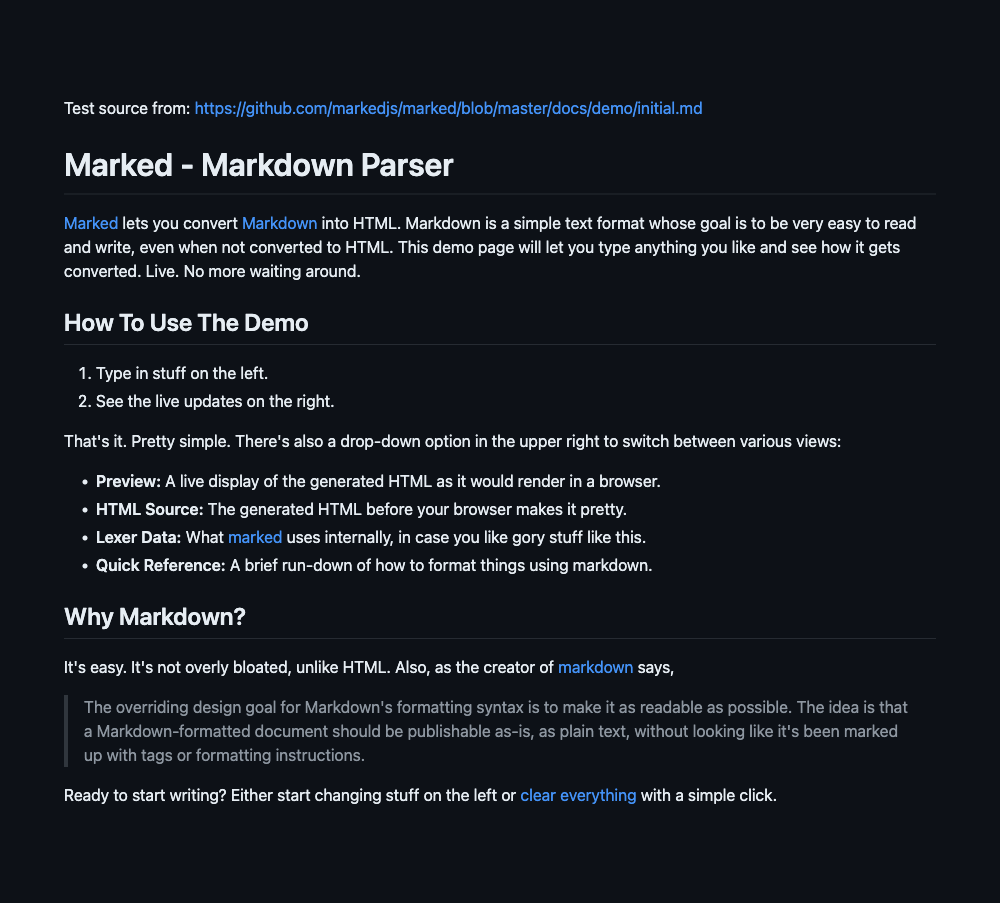 Test source from: https://github.com/markedjs/marked/blob/master/docs/demo/initial.md
Marked - Markdown Parser
Marked lets you convert Markdown into HTML. Markdown is a simple text format whose goal is to be very easy to read
and write, even when not converted to HTML. This demo page will let you type anything you like and see how it gets
converted. Live. No more waiting around.
How To Use The Demo
1. Type in stuff on the left.
2. See the live updates on the right.
That's it. Pretty simple. There's also a drop-down option in the upper right to switch between various views:
• Preview: A live display of the generated HTML as it would render in a browser.
• HTML Source: The generated HTML before your browser makes it pretty.
• Lexer Data: What marked uses internally, in case you like gory stuff like this.
• Quick Reference: A brief run-down of how to format things using markdown.
Why Markdown?
It's easy. It's not overly bloated, unlike HTML. Also, as the creator of markdown says,
The overriding design goal for Markdown's formatting syntax is to make it as readable as possible. The idea is that
a Markdown-formatted document should be publishable as-is, as plain text, without looking like it's been marked
up with tags or formatting instructions.
Ready to start writing? Either start changing stuff on the left or clear everything with a simple click.